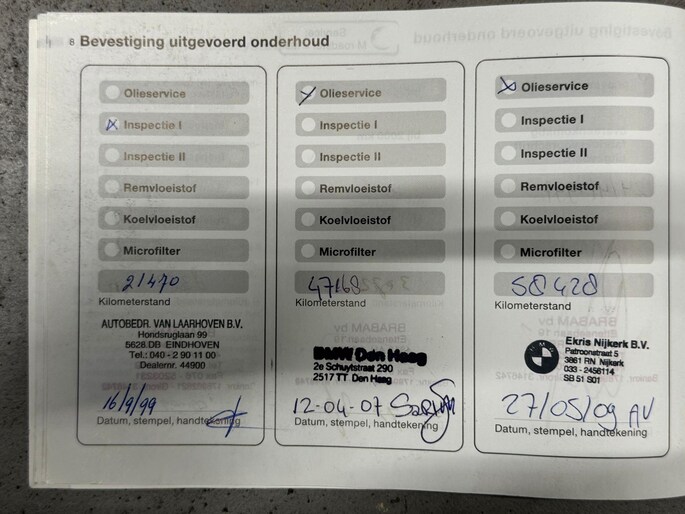 8 Bevestiging uitgevoerd onderhoud
Olieservice
Inspectie I
Inspectie II
Remvloeistof
Koelvloeistof
Microfilter
21470
Kilometerstand
AUTOBEDR. VAN LAARHOVEN B.V.
Hondsruglaan 99
5628 DB EINDHOVEN
Tel.: 040 - 2 90 11 00
Dealernr. 44900
16/9/99
Datum, stempel, handtekening
Olieservice
Inspectie I
Inspectie II
Remvloeistof
Koelvloeistof
Microfilter
47168
Kilometerstand
BMW Den Haag
2e Schuytstraat 290
2517 TT Den Haag
12-04-07
Datum, stempel, handtekening
Olieservice
Inspectie I
Inspectie II
Remvloeistof
Koelvloeistof
Microfilter
58428
Kilometerstand
Ekris Nijkerk B.V.
Patroonstraat 5
3861 RN Nijkerk
033-2456114
SB 51 S01
27/05/09 AV
Datum, stempel, handtekening